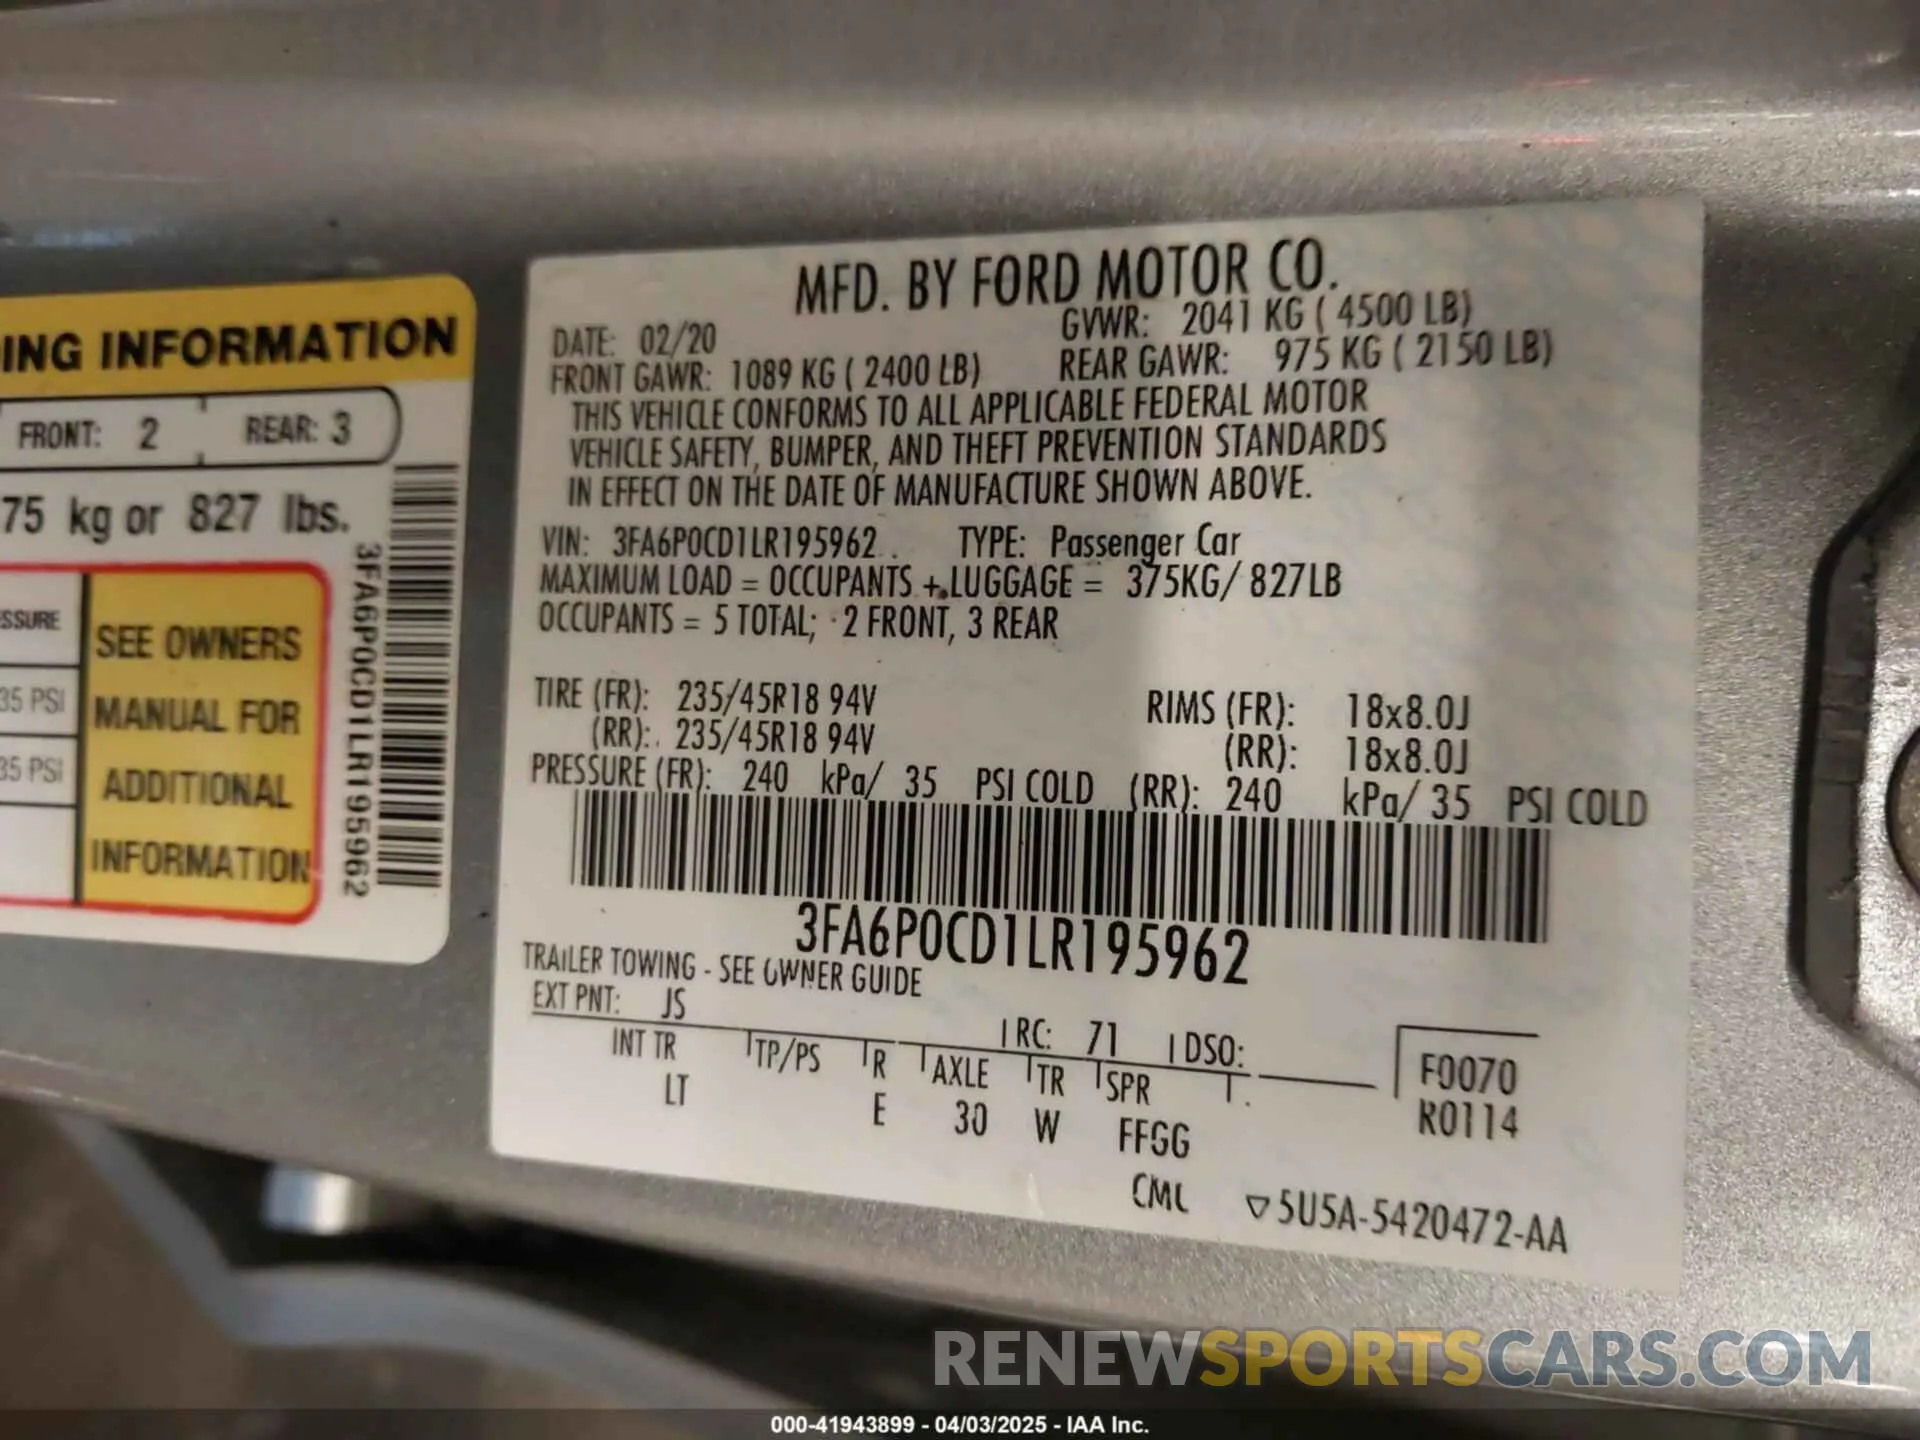 ING INFORMATION
FRONT: 2 REAR: 3
75 kg or 827 lbs.
SSURE
35 PSI
35 PSI
SEE OWNERS
MANUAL FOR
ADDITIONAL
INFORMATION
3FA6P0CD1LR195962
MFD. BY FORD MOTOR CO.
DATE: 02/20 GVWR: 2041 KG ( 4500 LB)
FRONT GAWR: 1089 KG ( 2400 LB) REAR GAWR: 975 KG ( 2150 LB)
THIS VEHICLE CONFORMS TO ALL APPLICABLE FEDERAL MOTOR
VEHICLE SAFETY, BUMPER, AND THEFT PREVENTION STANDARDS
IN EFFECT ON THE DATE OF MANUFACTURE SHOWN ABOVE.
VIN: 3FA6P0CD1LR195962 TYPE: Passenger Car
MAXIMUM LOAD = OCCUPANTS + LUGGAGE = 375KG/ 827LB
OCCUPANTS = 5 TOTAL; 2 FRONT, 3 REAR
TIRE (FR): 235/45R18 94V RIMS (FR): 18x8.0J
(RR): 235/45R18 94V (RR): 18x8.0J
PRESSURE (FR): 240 kPa/ 35 PSI COLD (RR): 240 kPa/ 35 PSI COLD
3FA6P0CD1LR195962
TRAILER TOWING - SEE OWNER GUIDE
EXT PNT: JS RC: 71 DSO:
INT TR TP/PS R AXLE TR SPR
LT E 30 W FFGG
F0070
R0114
CML 5U5A-5420472-AA
RENEWSPORTSCARS.COM
000-41943899 - 04/03/2025 - IAA Inc.